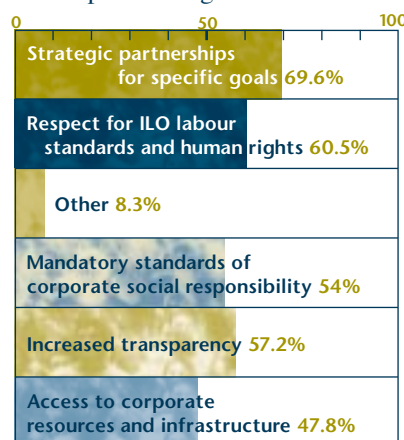 0 50 100
Strategic partnerships
for specific goals 69.6%
Respect for ILO labour
standards and human rights 60.5%
Other 8.3%
Mandatory standards of
corporate social responsibility 54%
Increased transparency 57.2%
Access to corporate
resources and infrastructure 47.8%